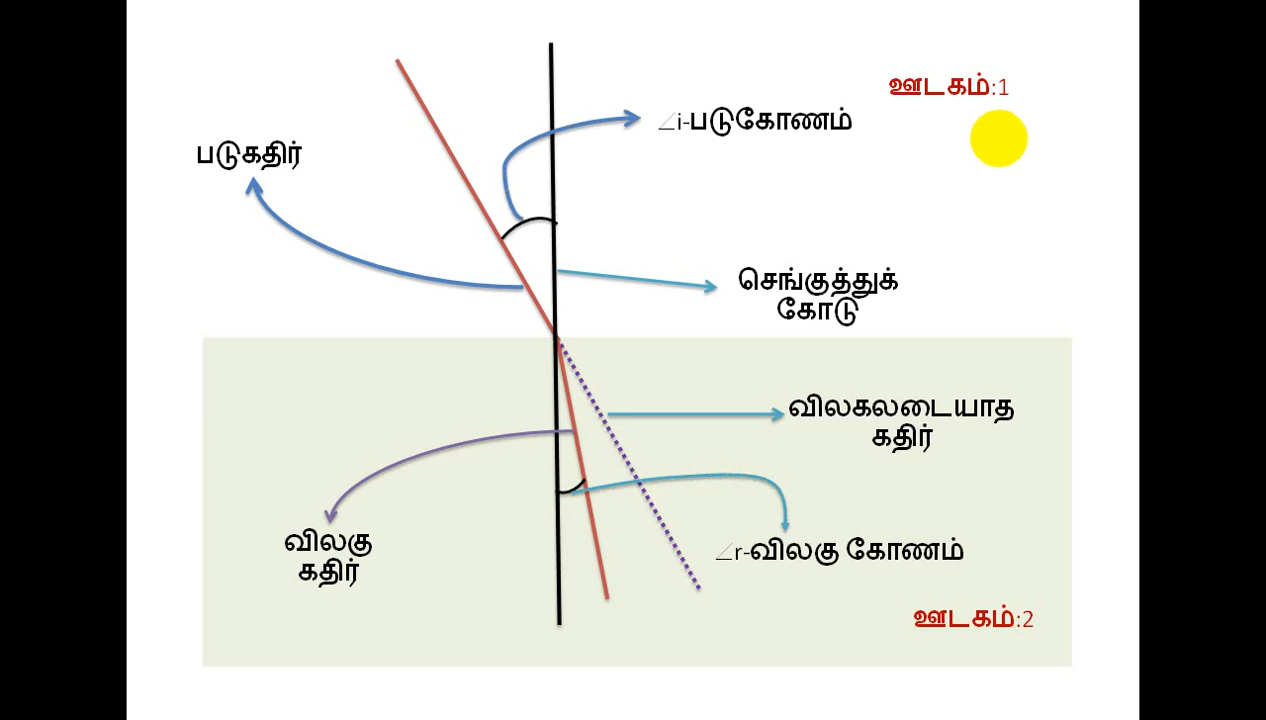 ஊடகம்:1
∠i-படுகோணம்
படுகதிர்
செங்குத்துக்
கோடு
விலகலடையாத
கதிர்
விலகு
கதிர்
∠r-விலகு கோணம்
ஊடகம்:2